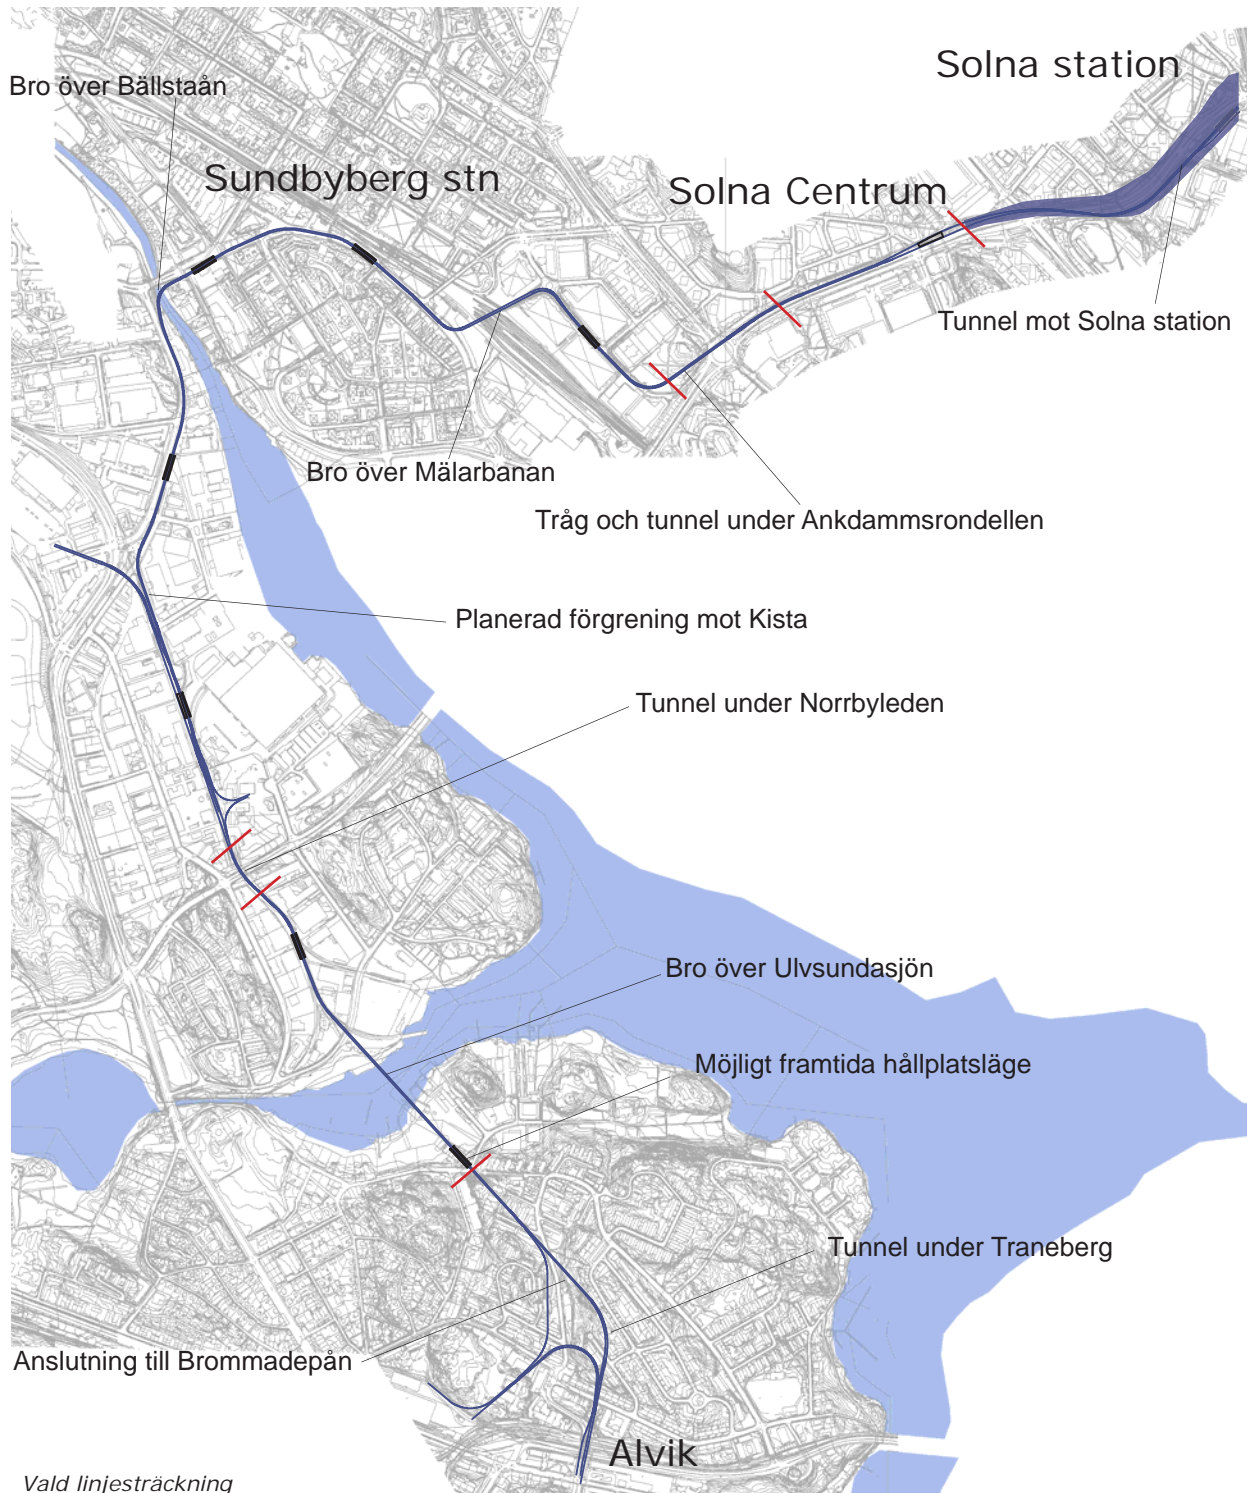 Solna station
Bro över Bällstaån
Sundbyberg stn
Solna Centrum
Tunnel mot Solna station
Bro över Mälarbanan
Tråg och tunnel under Ankdammsrondellen
Planerad förgrening mot Kista
Tunnel under Norrbyleden
Bro över Ulvsundasjön
Möjligt framtida hållplatsläge
Tunnel under Traneberg
Anslutning till Brommadepån
Alvik
Vald linjesträckning